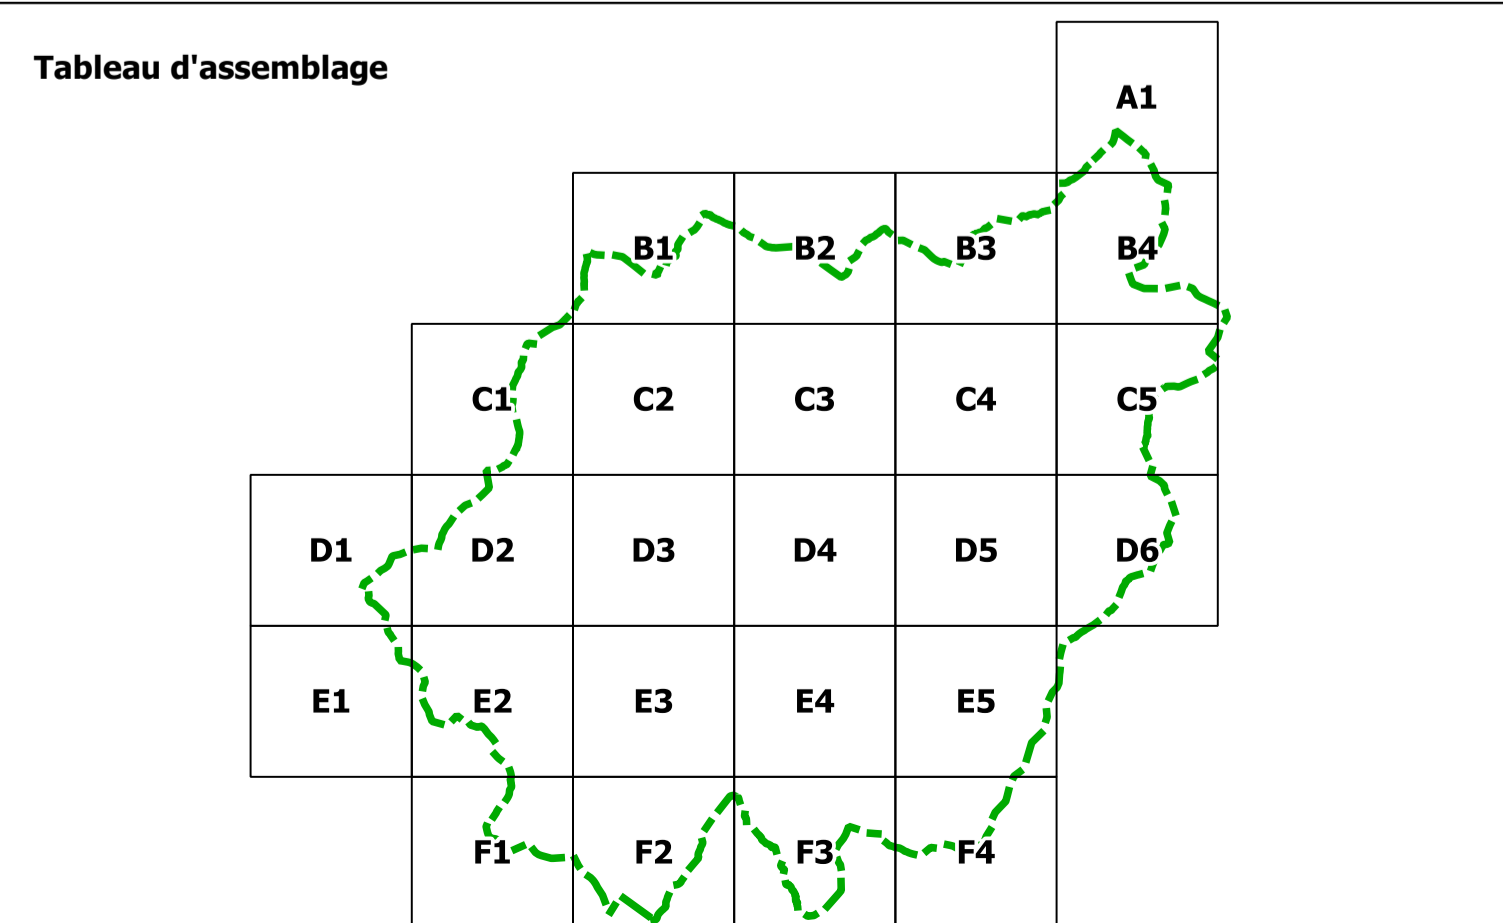 Tableau d'assemblage
A1
B1 B2 B3 B4
C1 C2 C3 C4 C5
D1 D2 D3 D4 D5 D6
E1 E2 E3 E4 E5
F1 F2 F3 F4